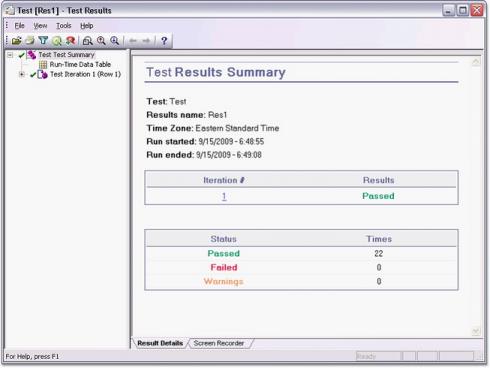 Test [Res1] - Test Results
File View Tools Help
Test Test Summary
Run-Time Data Table
Test Iteration 1 (Row 1)
Test Results Summary
Test: Test
Results name: Res1
Time Zone: Eastern Standard Time
Run started: 9/15/2009 - 6:48:55
Run ended: 9/15/2009 - 6:49:08
Iteration # Results
1 Passed
Status Times
Passed 22
Failed 0
Warnings 0
Result Details Screen Recorder
For Help, press F1 Ready